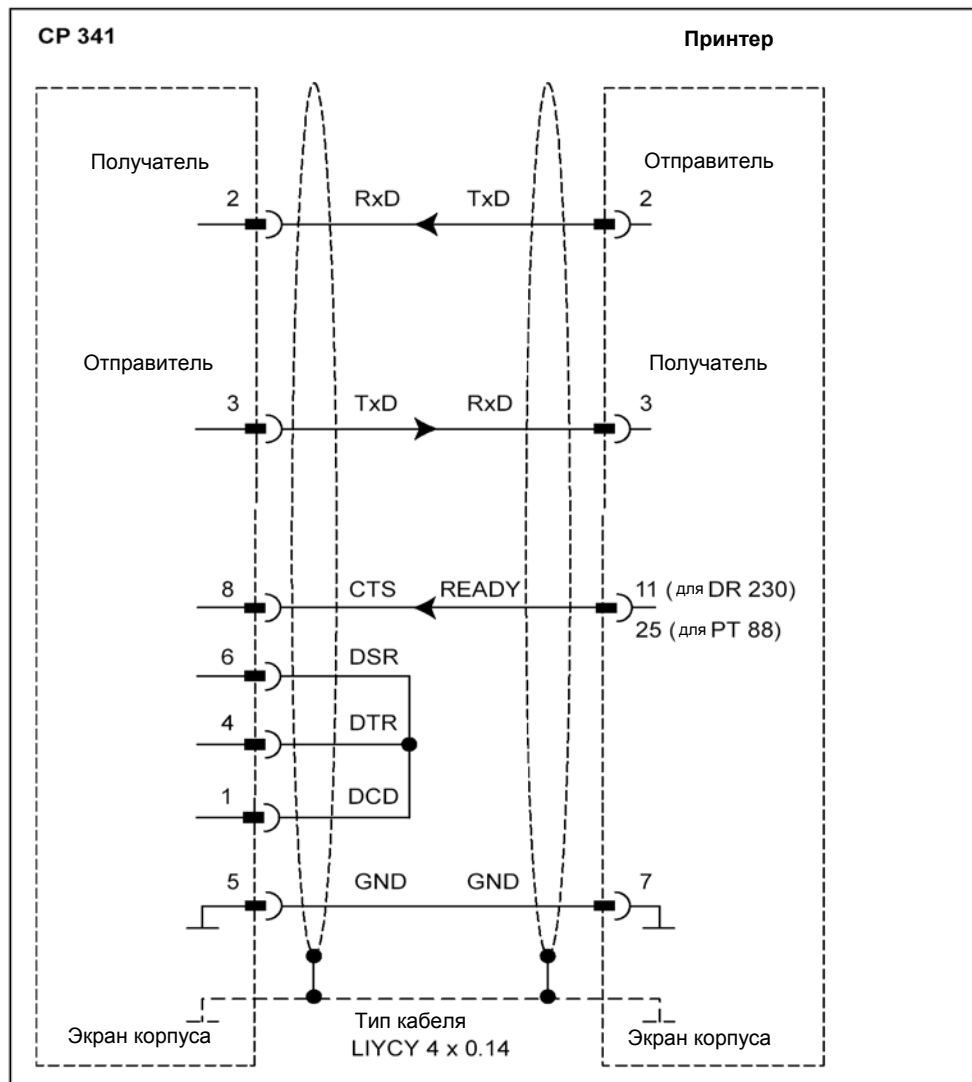 CP 341
Принтер
Получатель
Отправитель
2 RxD TxD 2
Отправитель
Получатель
3 TxD RxD 3
8 CTS READY 11 (для DR 230)
25 (для PT 88)
6 DSR
4 DTR
1 DCD
5 GND GND 7
Экран корпуса
Тип кабеля
LIYCY 4 x 0.14
Экран корпуса